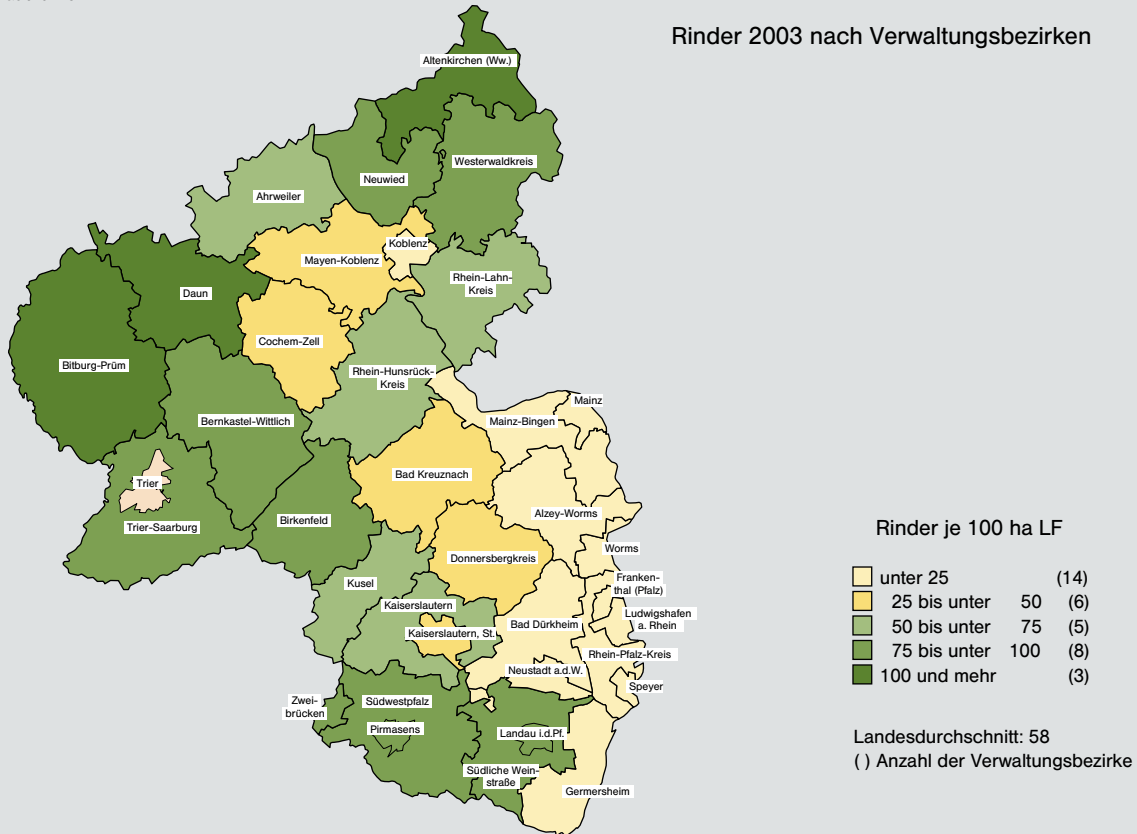 Rinder 2003 nach Verwaltungsbezirken
Altenkirchen (Ww.)
Westerwaldkreis
Neuwied
Ahrweiler
Koblenz
Mayen-Koblenz
Rhein-Lahn-
Kreis
Daun
Cochem-Zell
Bitburg-Prüm
Rhein-Hunsrück-
Kreis
Mainz
Bernkastel-Wittlich
Mainz-Bingen
Bad Kreuznach
Trier
Alzey-Worms
Birkenfeld
Trier-Saarburg
Worms
Donnersbergkreis
Kusel
Franken-
thal (Pfalz)
Kaiserslautern
Ludwigshafen
a. Rhein
Bad Dürkheim
Kaiserslautern, St.
Rhein-Pfalz-Kreis
Neustadt a.d.W.
Speyer
Zwei-
brücken
Südwestpfalz
Pirmasens
Landau i.d.Pf.
Südliche Wein-
straße
Germersheim
Rinder je 100 ha LF
unter 25 (14)
25 bis unter 50 (6)
50 bis unter 75 (5)
75 bis unter 100 (8)
100 und mehr (3)
Landesdurchschnitt: 58
( ) Anzahl der Verwaltungsbezirke